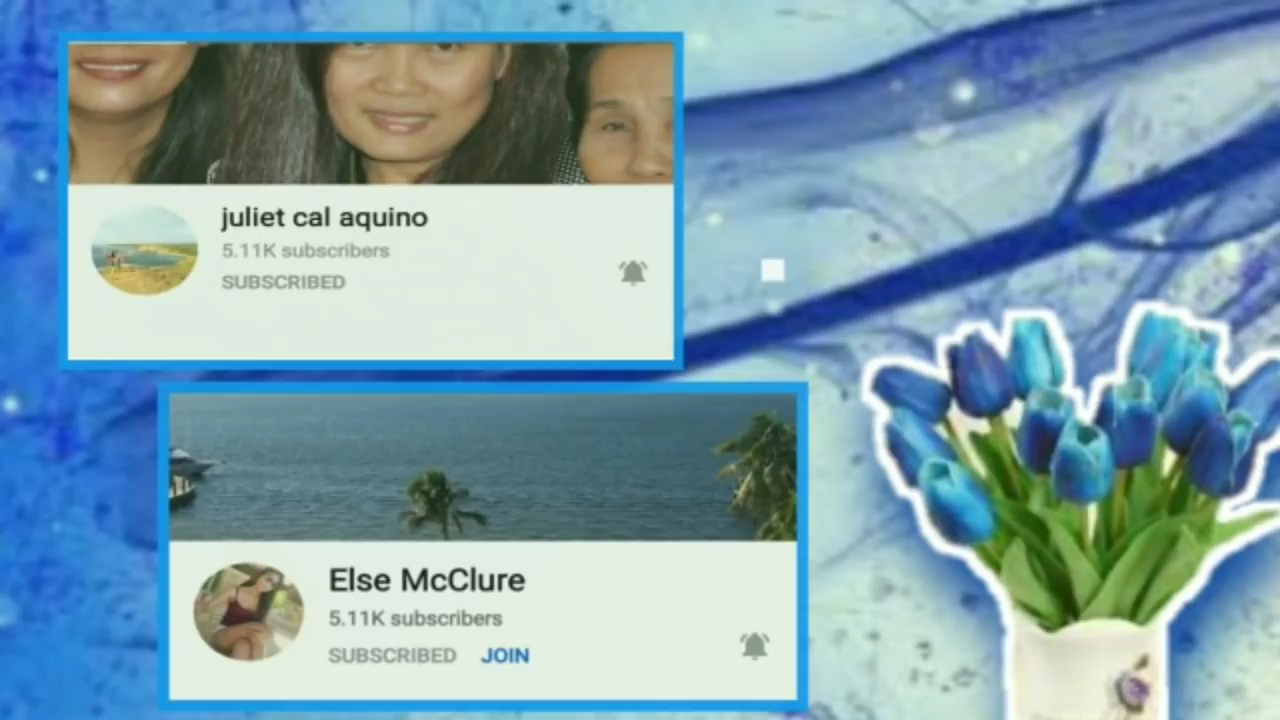 juliet cal aquino
5.11K subscribers
SUBSCRIBED
Else McClure
5.11K subscribers
SUBSCRIBED JOIN